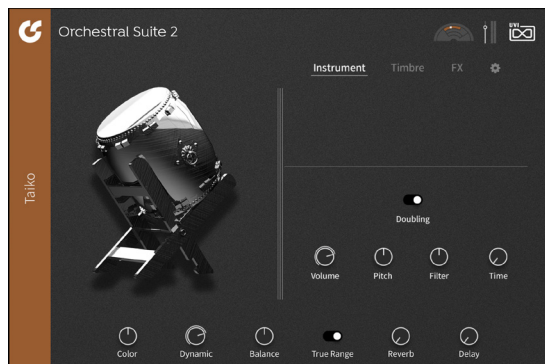 Orchestral Suite 2
UVI
Instrument Timbre FX
Taiko
Doubling
Volume Pitch Filter Time
Color Dynamic Balance True Range Reverb Delay